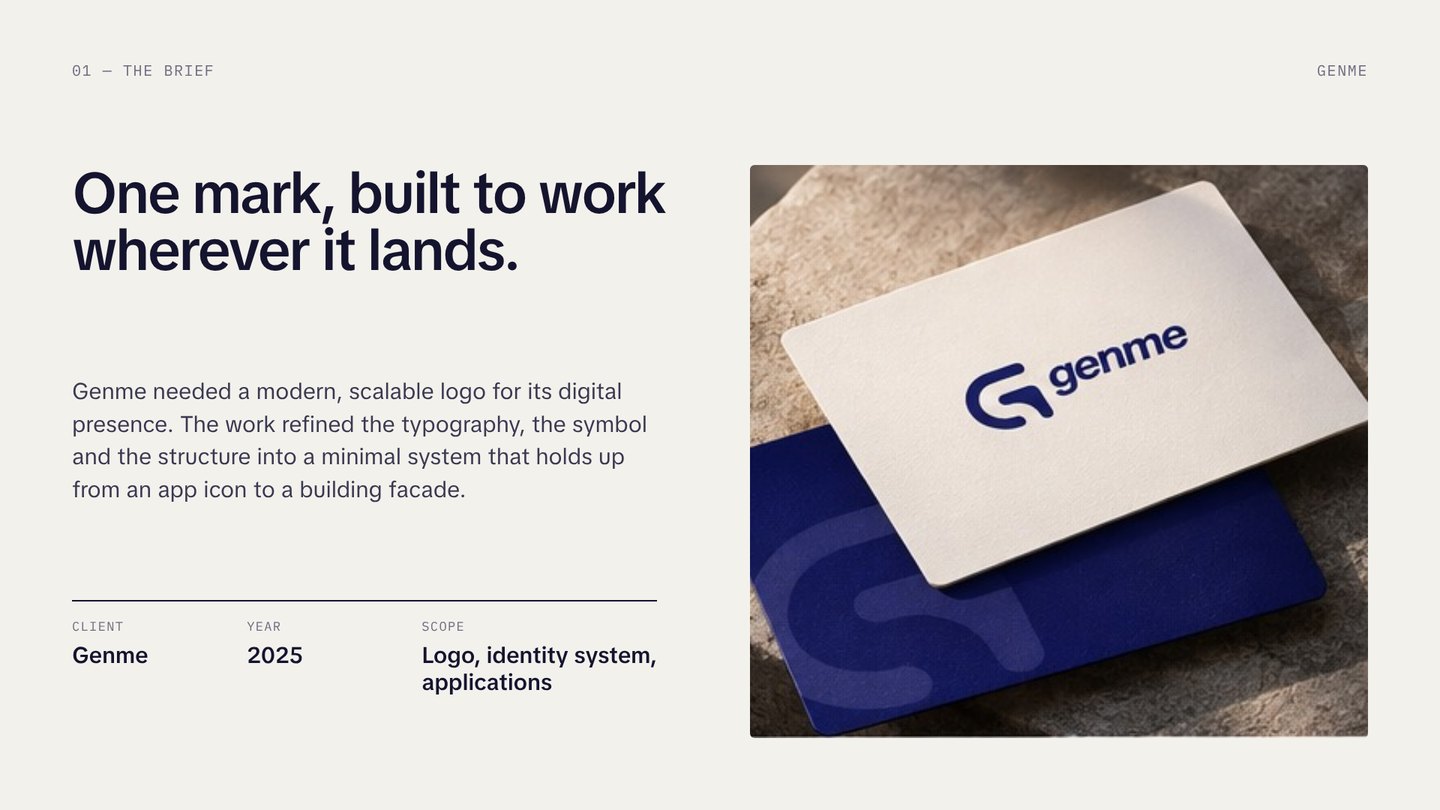 01 — THE BRIEF
GENME
One mark, built to work
wherever it lands.
Genme needed a modern, scalable logo for its digital
presence. The work refined the typography, the symbol
and the structure into a minimal system that holds up
from an app icon to a building facade.
CLIENT
Genme
YEAR
2025
SCOPE
Logo, identity system,
applications
genme